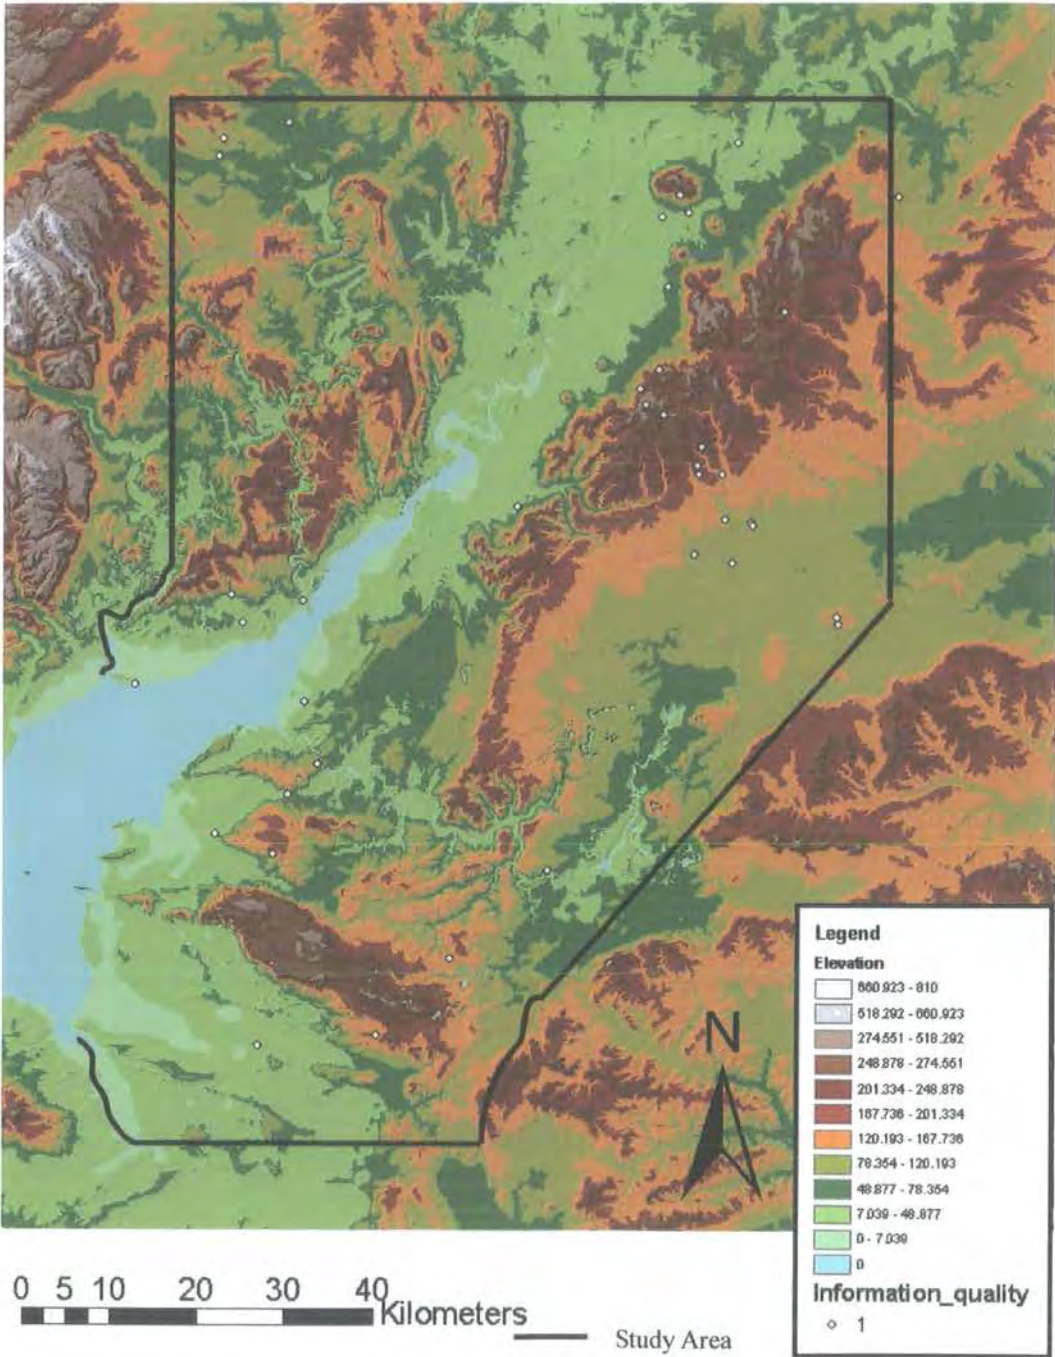 Legend
Elevation
660.923 - 810
518.292 - 660.923
274.551 - 518.292
248.878 - 274.551
201.334 - 248.878
167.736 - 201.334
120.193 - 167.736
78.354 - 120.193
48.877 - 78.354
7.039 - 48.877
0 - 7.039
0
Information_quality
1
N
0 5 10 20 30 40
Kilometers
Study Area